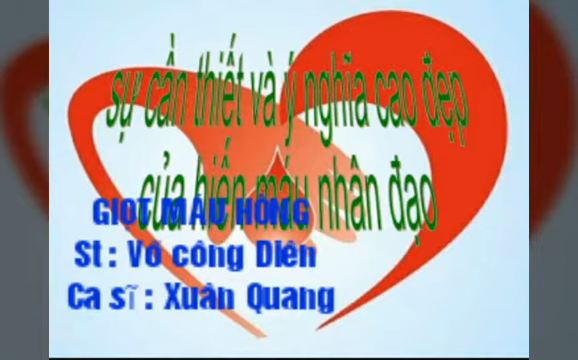 sự cần thiết và ý nghĩa cao đẹp
của hiến máu nhân đạo
GIỌT MÁU HỒNG
St : Võ công Diên
Ca sĩ : Xuân Quang